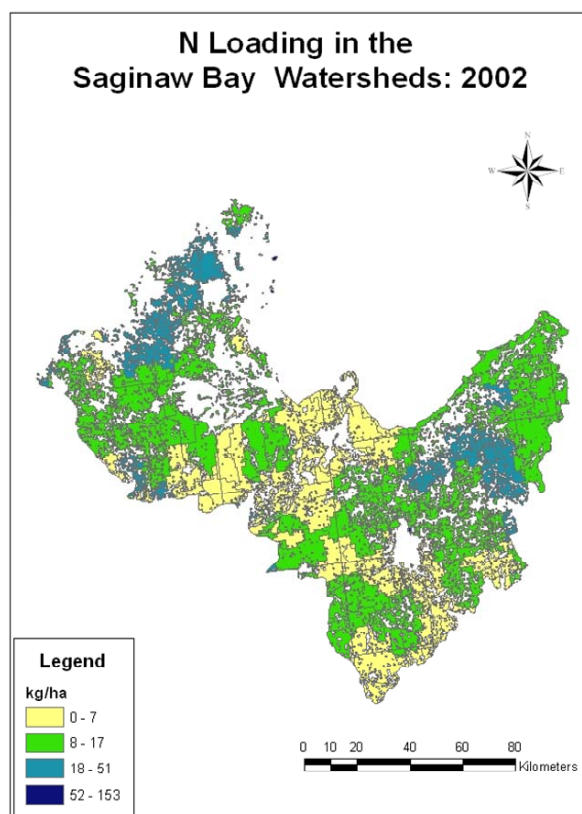 N Loading in the
Saginaw Bay Watersheds: 2002
N
W
E
S
Legend
kg/ha
0 - 7
8 - 17
18 - 51
52 - 153
0 10 20 40 60 80
Kilometers